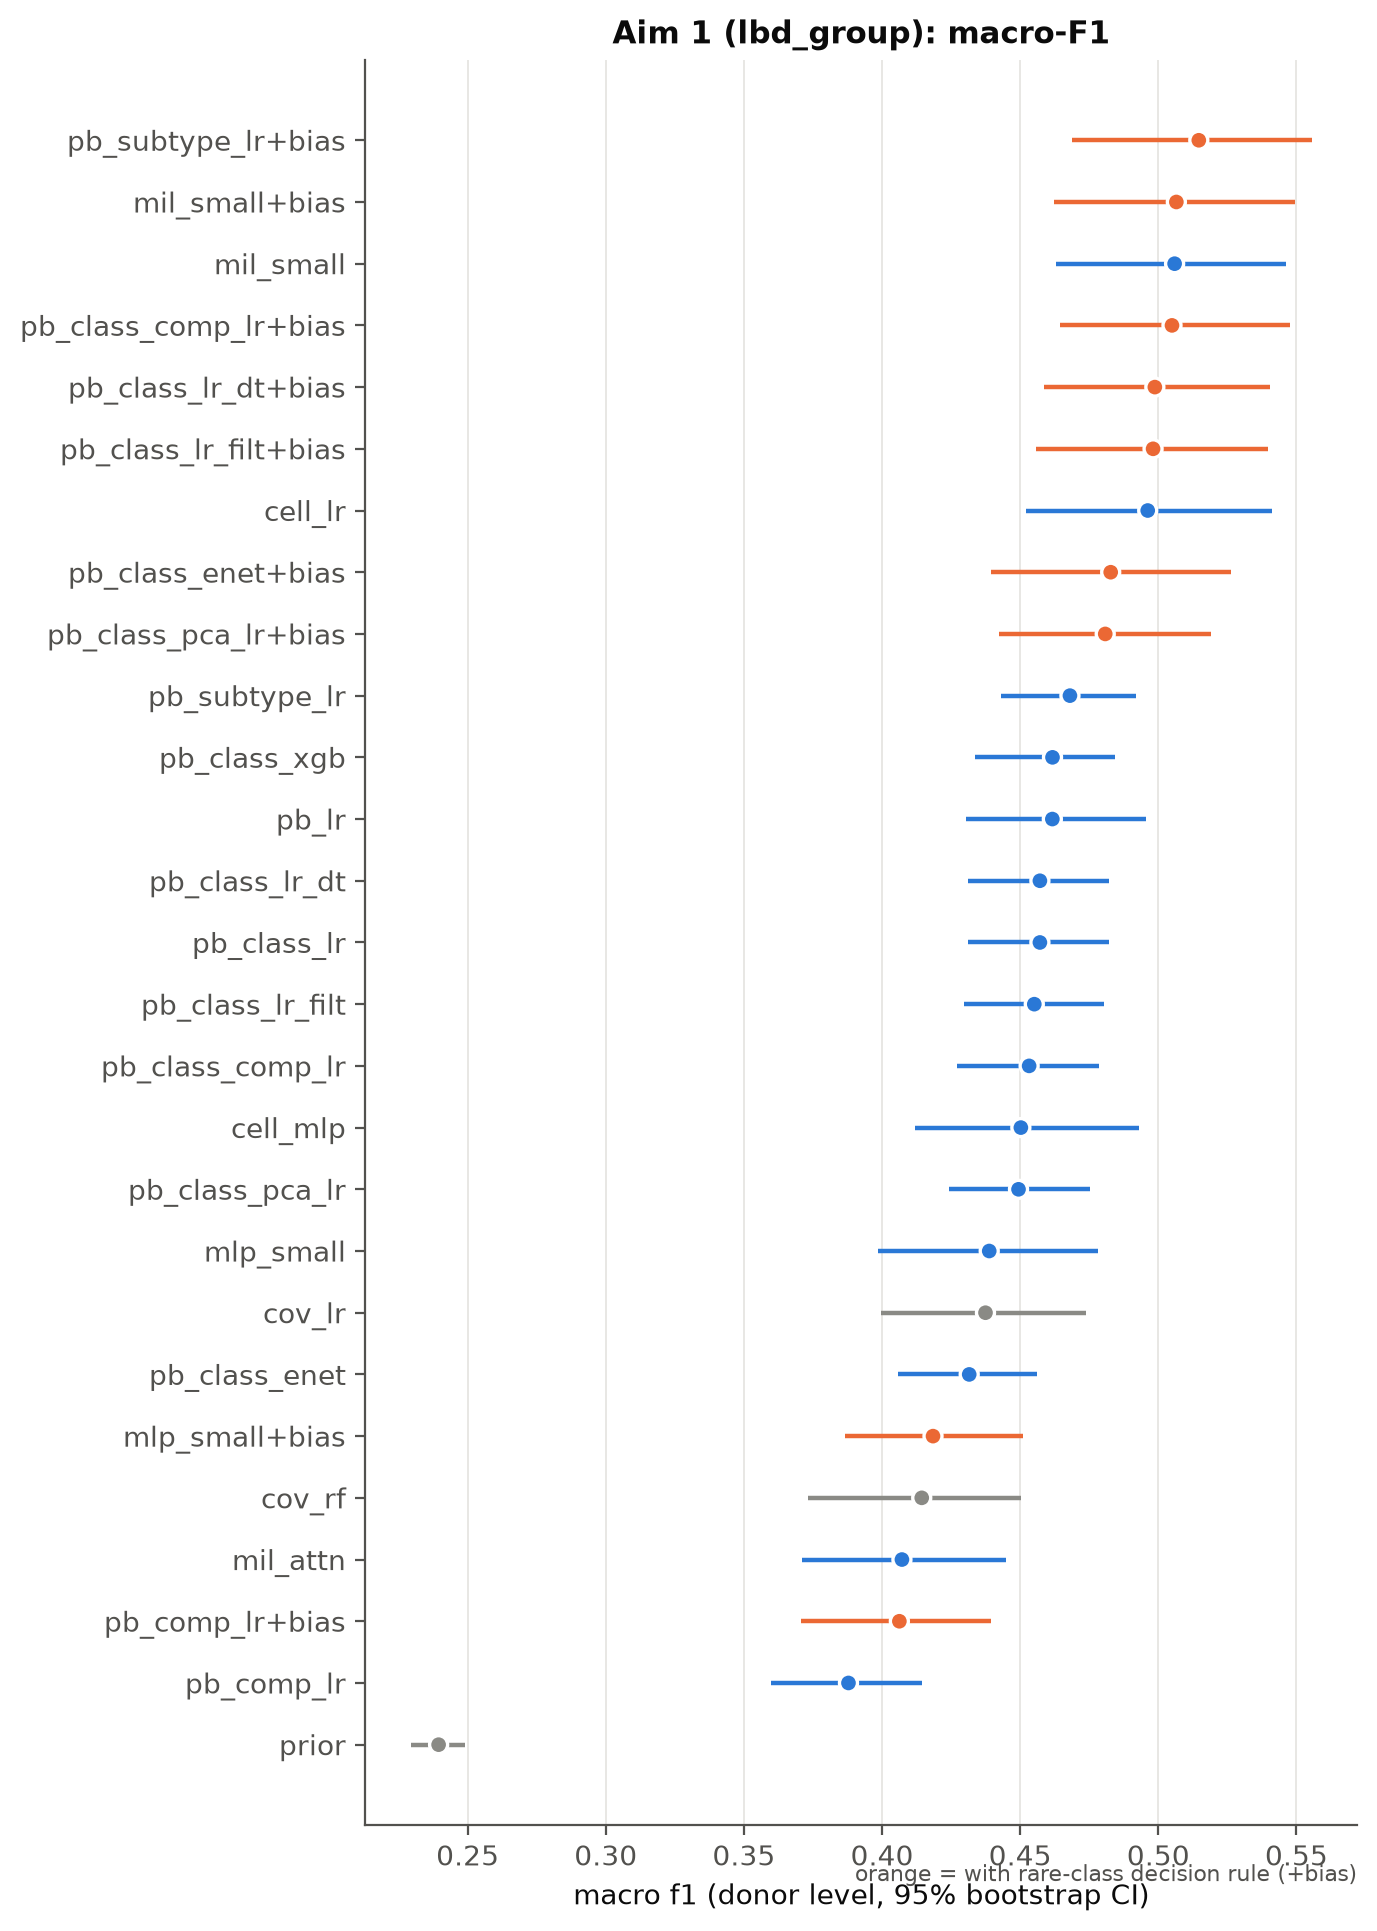 Aim 1 (lbd_group): macro-F1
pb_subtype_lr+bias
mil_small+bias
mil_small
pb_class_comp_lr+bias
pb_class_lr_dt+bias
pb_class_lr_filt+bias
cell_lr
pb_class_enet+bias
pb_class_pca_lr+bias
pb_subtype_lr
pb_class_xgb
pb_lr
pb_class_lr_dt
pb_class_lr
pb_class_lr_filt
pb_class_comp_lr
cell_mlp
pb_class_pca_lr
mlp_small
cov_lr
pb_class_enet
mlp_small+bias
cov_rf
mil_attn
pb_comp_lr+bias
pb_comp_lr
prior
0.25 0.30 0.35 0.40 0.45 0.50 0.55
orange = with rare-class decision rule (+bias)
macro f1 (donor level, 95% bootstrap CI)